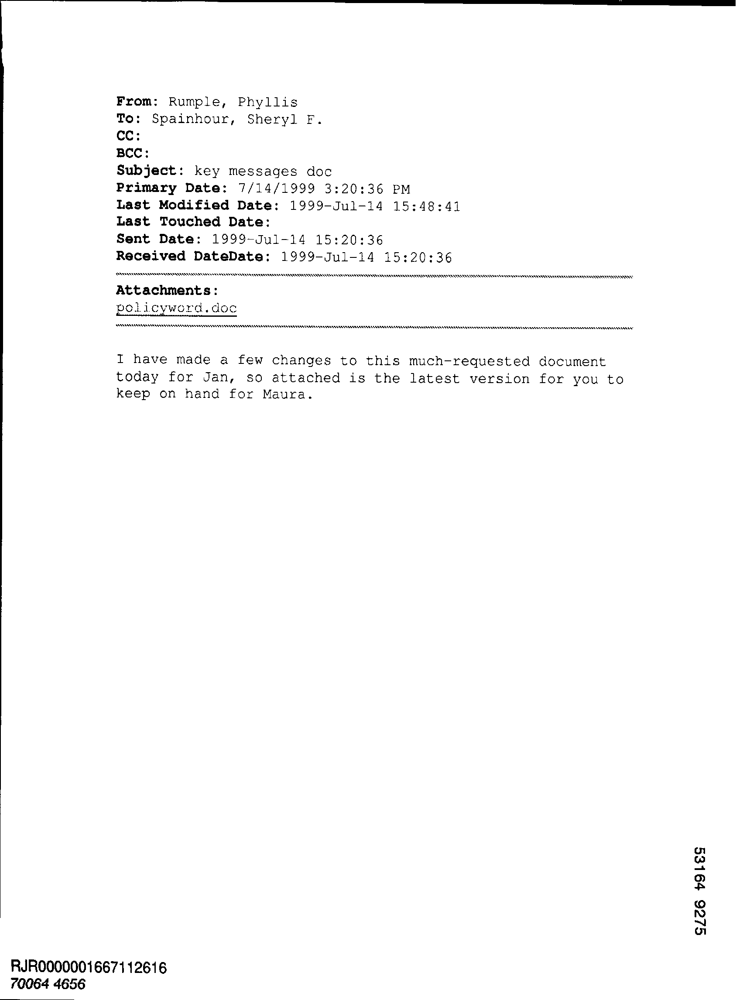 From: Rumple, Phyllis
To: Spainhour, Sheryl F.
CC:
BCC:
Subject: key messages doc
Primary Date: 7/14/1999 3:20:36 PM
Last Modified Date: 1999-Jul-14 15:48:41
Last Touched Date:
Sent Date: 1999-Jul-14 15:20:36
Received DateDate: 1999-Jul-14 15:20:36
Attachments:
policyword.doc
I have made a few changes to this much-requested document
today for Jan, so attached is the latest version for you to
keep on hand for Maura.
53164 9275
RJR0000001667112616
70064 4656